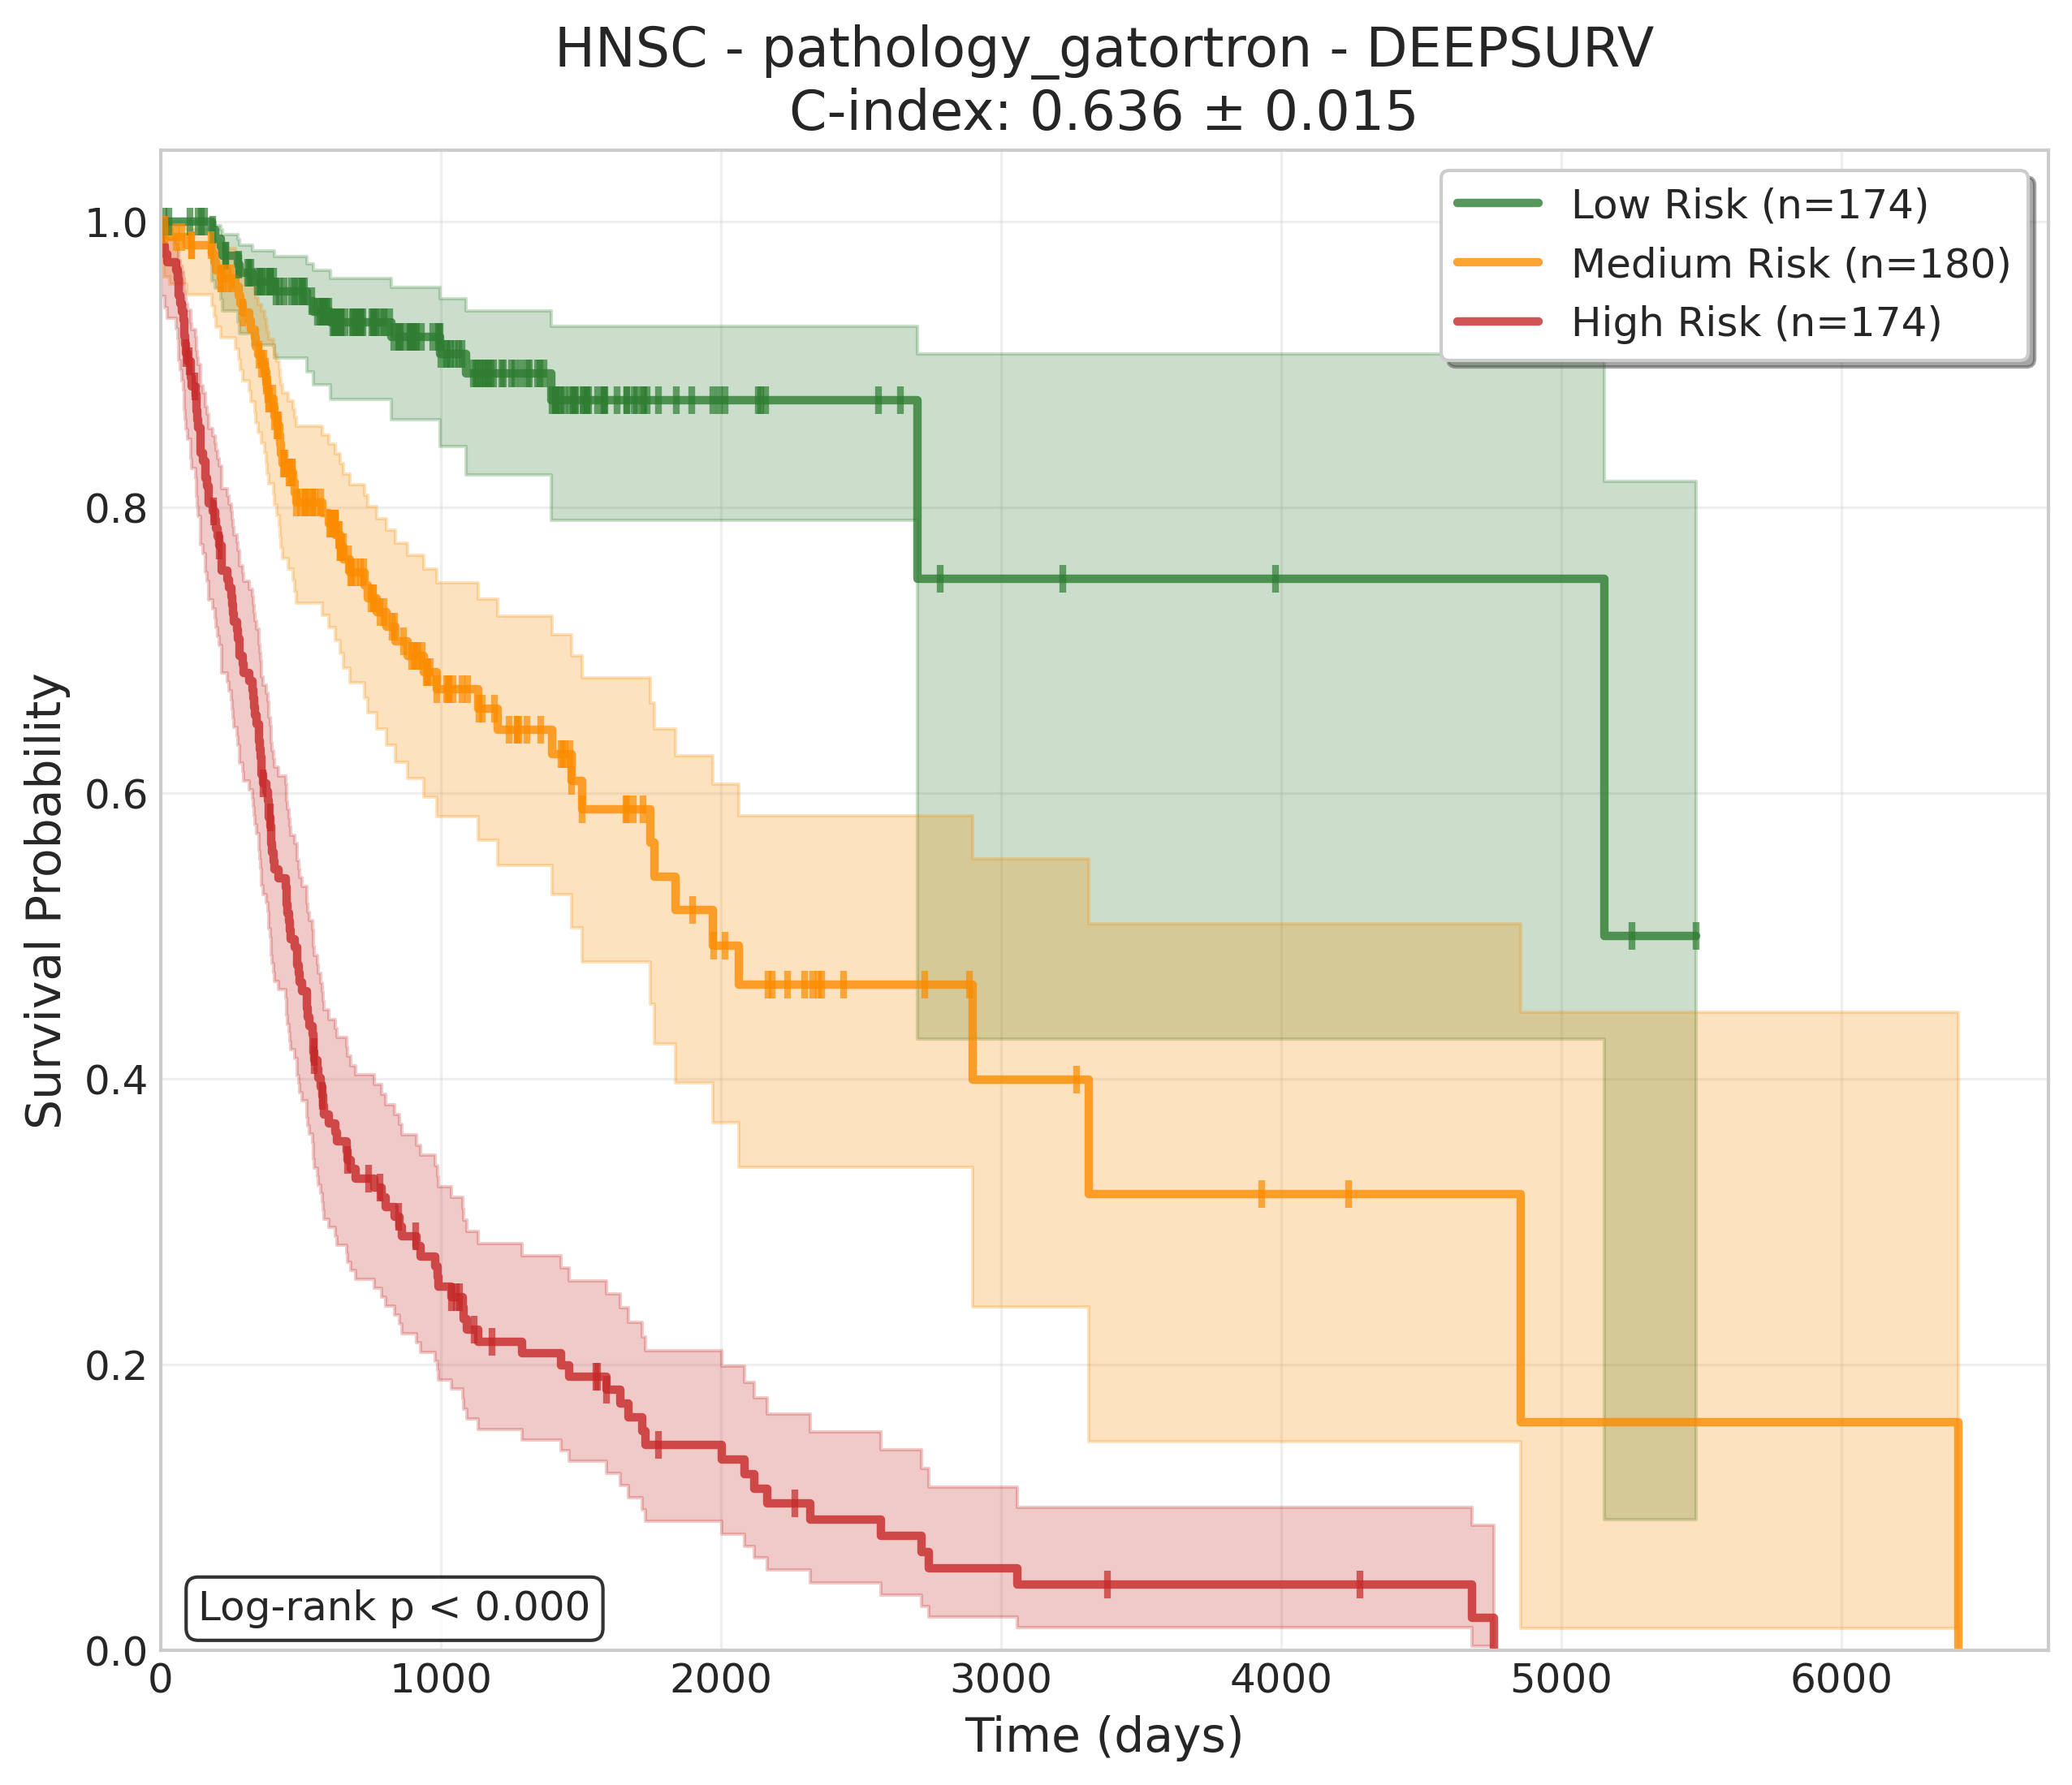 HNSC - pathology_gatortron - DEEPSURV
C-index: 0.636 ± 0.015
Low Risk (n=174)
Medium Risk (n=180)
High Risk (n=174)
Survival Probability
1.0
0.8
0.6
0.4
0.2
0.0
Log-rank p < 0.000
0
1000
2000
3000
4000
5000
6000
Time (days)